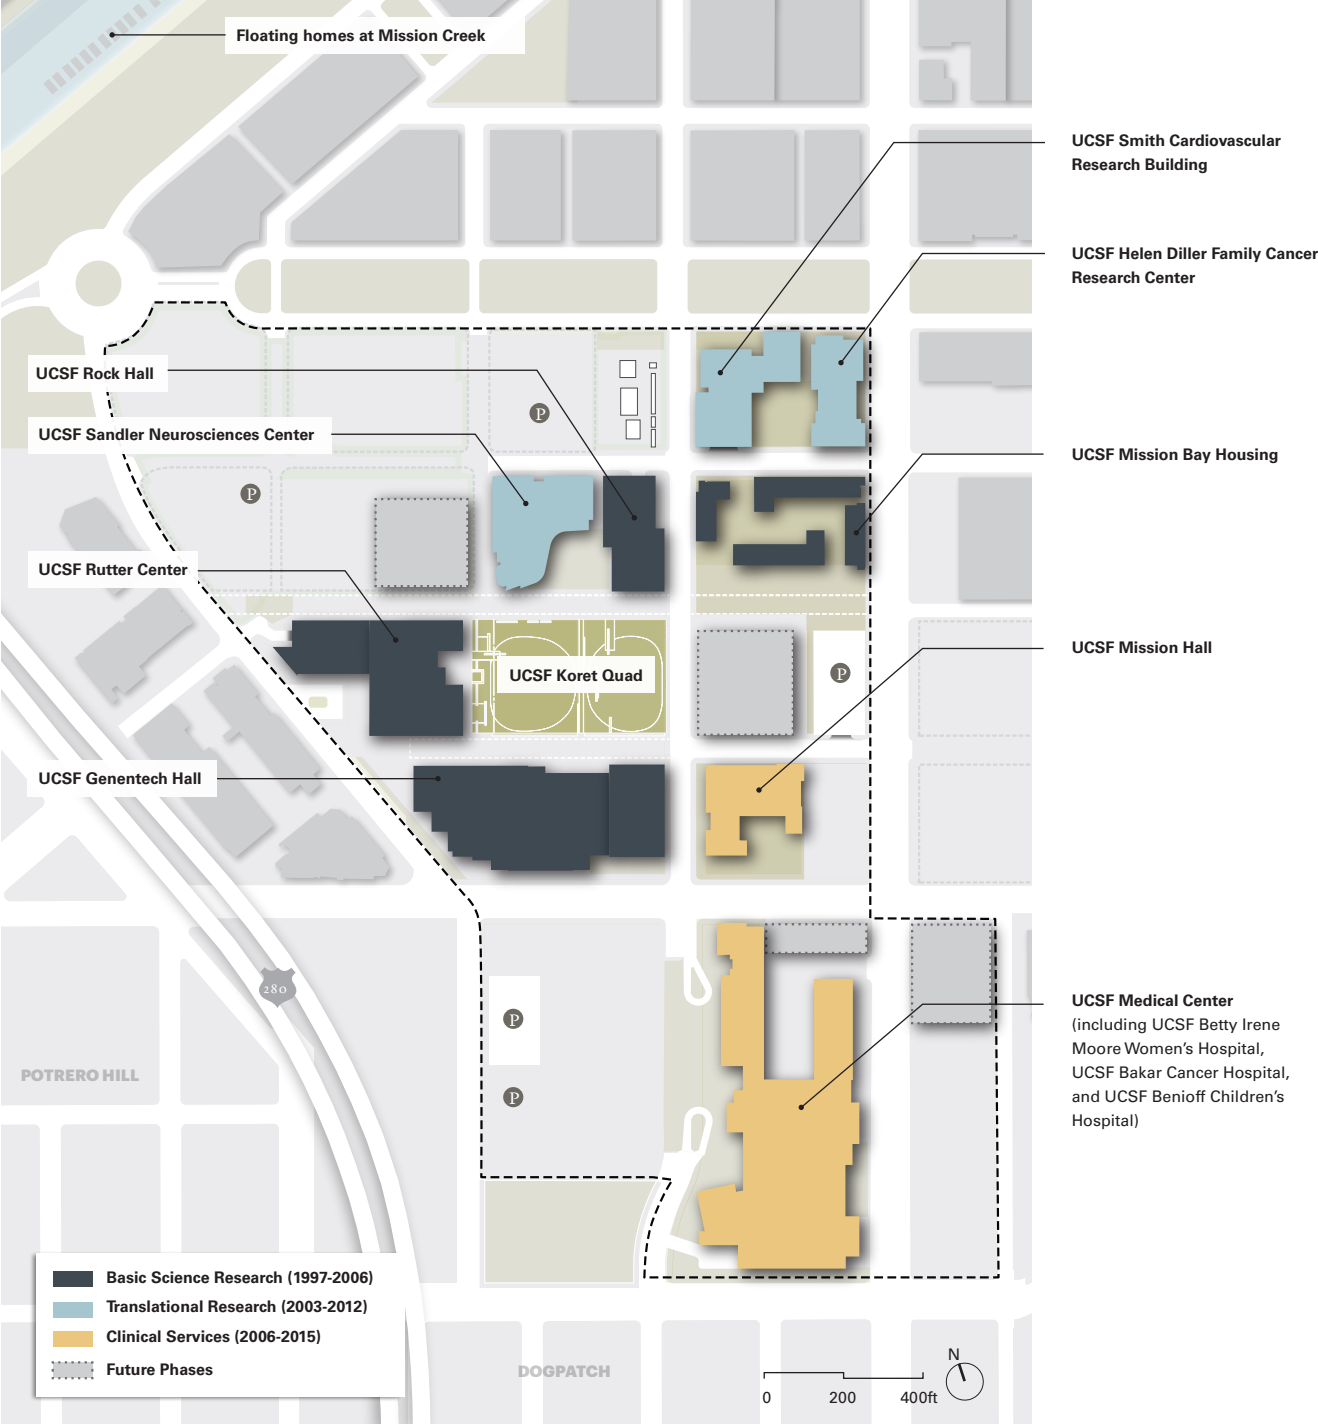 Floating homes at Mission Creek
UCSF Smith Cardiovascular
Research Building
UCSF Helen Diller Family Cancer
Research Center
UCSF Rock Hall
P
UCSF Sandler Neurosciences Center
UCSF Mission Bay Housing
P
UCSF Rutter Center
UCSF Mission Hall
UCSF Koret Quad
P
UCSF Genentech Hall
280
UCSF Medical Center
(including UCSF Betty Irene
Moore Women's Hospital,
UCSF Bakar Cancer Hospital,
and UCSF Benioff Children's
Hospital)
P
POTRERO HILL
P
Basic Science Research (1997-2006)
Translational Research (2003-2012)
Clinical Services (2006-2015)
Future Phases
DOGPATCH
N
0 200 400ft